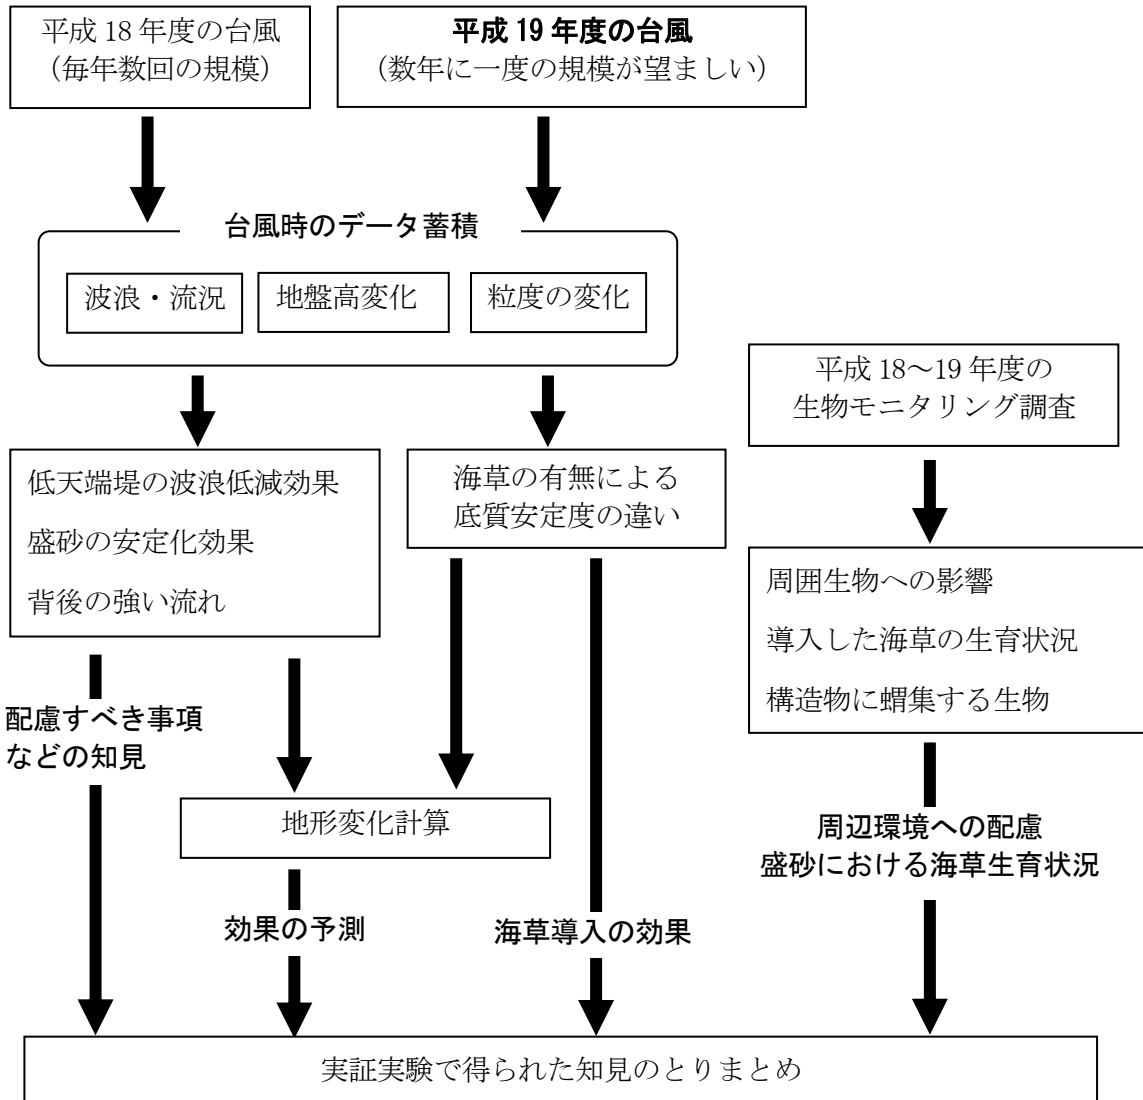 平成 18 年度の台風
（毎年数回の規模）
平成 19 年度の台風
（数年に一度の規模が望ましい）
台風時のデータ蓄積
波浪・流況
地盤高変化
粒度の変化
平成 18～19 年度の
生物モニタリング調査
低天端堤の波浪低減効果
盛砂の安定化効果
背後の強い流れ
海草の有無による
底質安定度の違い
周囲生物への影響
導入した海草の生育状況
構造物に蝟集する生物
配慮すべき事項
などの知見
地形変化計算
周辺環境への配慮
盛砂における海草生育状況
効果の予測
海草導入の効果
実証実験で得られた知見のとりまとめ